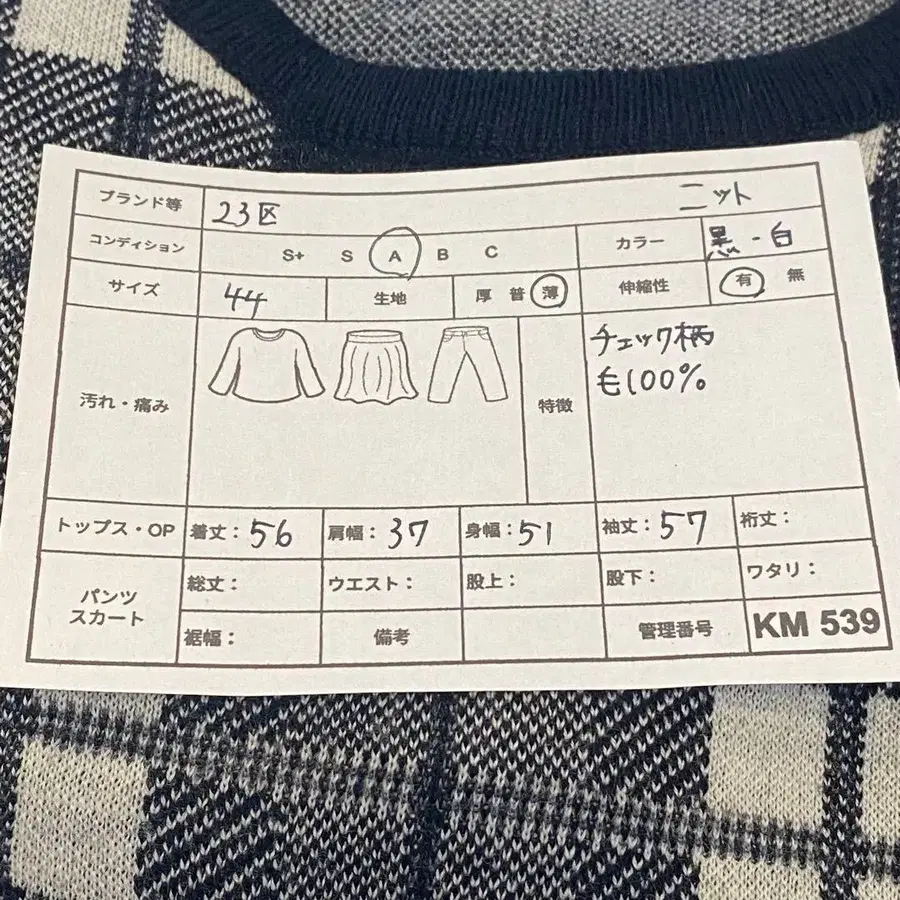 ブランド等 23区 ニット
コンディション S+ S A B C カラー 黒-白
サイズ 44 生地 厚 普 薄 伸縮性 有 無
汚れ・痛み 特徴 チェック柄
毛100%
トップス・OP 着丈：56 肩幅：37 身幅：51 袖丈：57 裄丈：
パンツ
スカート
総丈： ウエスト： 股上： 股下： ワタリ：
裾幅： 備考 管理番号 KM 539